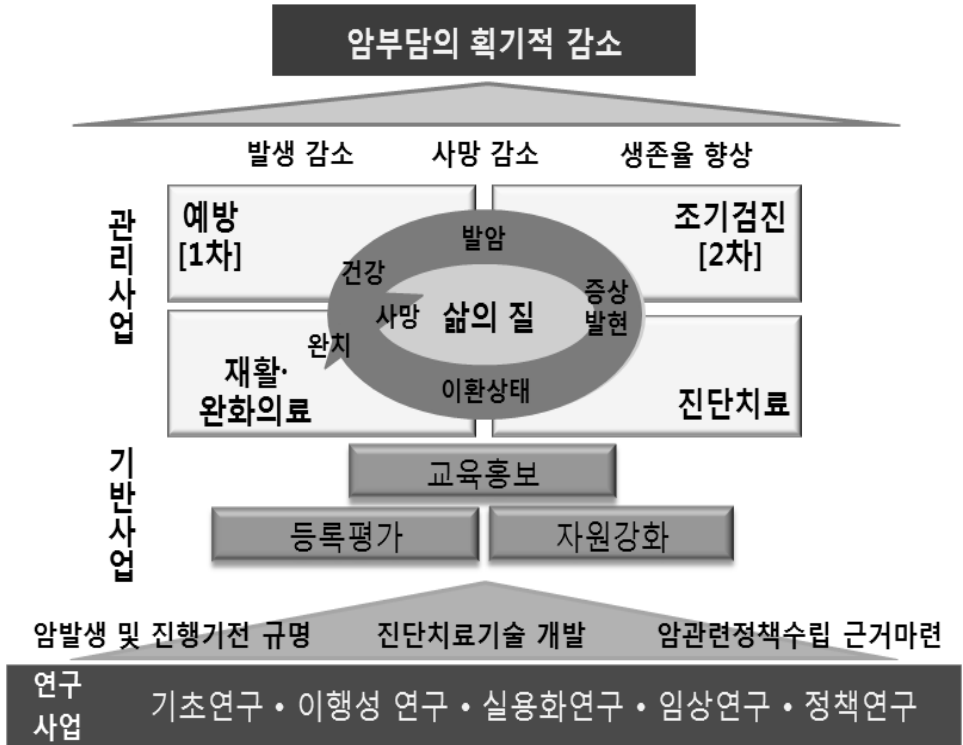 암부담의 획기적 감소
발생 감소 사망 감소 생존율 향상
관리사업
예방
[1차]
조기검진
[2차]
발암
건강
증상
발현
사망
삶의 질
완치
이환상태
재활·
완화의료
진단치료
기반사업
교육홍보
등록평가 자원강화
암발생 및 진행기전 규명 진단치료기술 개발 암관련정책수립 근거마련
연구
사업
기초연구 • 이행성 연구 • 실용화연구 • 임상연구 • 정책연구